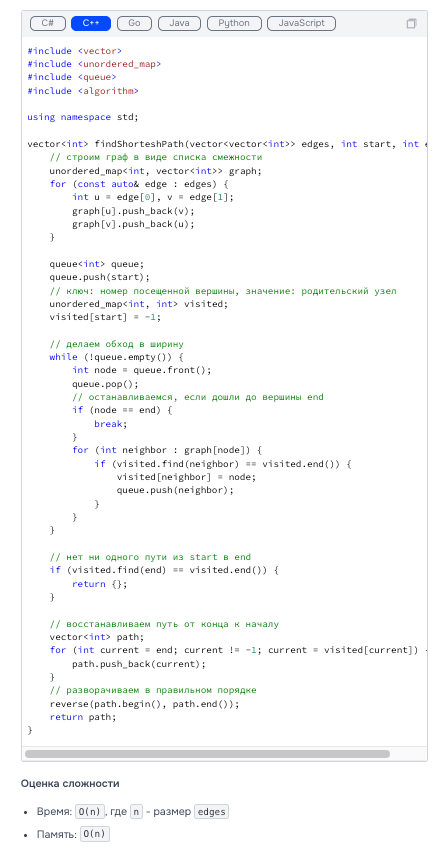 C# C++ Go Java Python JavaScript
#include <vector>
#include <unordered_map>
#include <queue>
#include <algorithm>
using namespace std;
vector<int> findShorteshPath(vector<vector<int>> edges, int start, int e
// строим граф в виде списка смежности
unordered_map<int, vector<int>> graph;
for (const auto& edge : edges) {
int u = edge[0], v = edge[1];
graph[u].push_back(v);
graph[v].push_back(u);
}
queue<int> queue;
queue.push(start);
// ключ: номер посещенной вершины, значение: родительский узел
unordered_map<int, int> visited;
visited[start] = -1;
// делаем обход в ширину
while (!queue.empty()) {
int node = queue.front();
queue.pop();
// останавливаемся, если дошли до вершины end
if (node == end) {
break;
}
for (int neighbor : graph[node]) {
if (visited.find(neighbor) == visited.end()) {
visited[neighbor] = node;
queue.push(neighbor);
}
}
}
// нет ни одного пути из start в end
if (visited.find(end) == visited.end()) {
return {};
}
// восстанавливаем путь от конца к началу
vector<int> path;
for (int current = end; current != -1; current = visited[current])
path.push_back(current);
}
// разворачиваем в правильном порядке
reverse(path.begin(), path.end());
return path;
}
Оценка сложности
• Время: O(n), где n - размер edges
• Память: O(n)